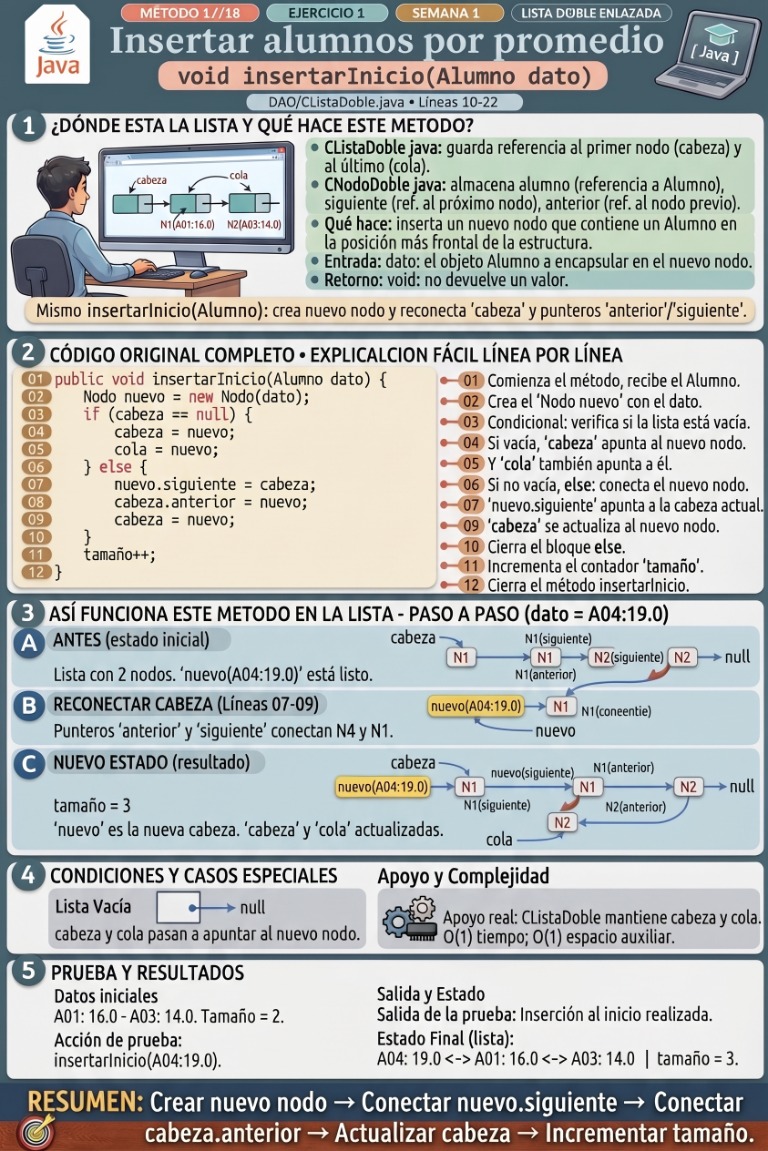 MÉTODO 1//18
EJERCICIO 1
SEMANA 1
LISTA DÜBLE ENLAZADA
Java
Insertar alumnos por promedio
[ Java ]
void insertarInicio(Alumno dato)
DAO/CListaDoble.java • Líneas 10-22
1 ¿DÓNDE ESTA LA LISTA Y QUÉ HACE ESTE METODO?
cabeza
cola
N1(A01:16.0)
N2(A03:14.0)
• CListaDoble java: guarda referencia al primer nodo (cabeza) y
al último (cola).
• CNodoDoble java: almacena alumno (referencia a Alumno),
siguiente (ref. al próximo nodo), anterior (ref. al nodo previo).
• Qué hace: inserta un nuevo nodo que contiene un Alumno en
la posición más frontal de la estructura.
• Entrada: dato: el objeto Alumno a encapsular en el nuevo nodo.
• Retorno: void: no devuelve un valor.
Mismo insertarInicio(Alumno): crea nuevo nodo y reconecta 'cabeza' y punteros 'anterior'/'siguiente'.
2 CÓDIGO ORIGINAL COMPLETO • EXPLICALCION FÁCIL LÍNEA POR LÍNEA
01 public void insertarInicio(Alumno dato) {
02 Nodo nuevo = new Nodo(dato);
03 if (cabeza == null) {
04 cabeza = nuevo;
05 cola = nuevo;
06 } else {
07 nuevo.siguiente = cabeza;
08 cabeza.anterior = nuevo;
09 cabeza = nuevo;
10 }
11 tamaño++;
12 }
01 Comienza el método, recibe el Alumno.
02 Crea el 'Nodo nuevo' con el dato.
03 Condicional: verifica si la lista está vacía.
04 Si vacía, 'cabeza' apunta al nuevo nodo.
05 Y 'cola' también apunta a él.
06 Si no vacía, else: conecta el nuevo nodo.
07 'nuevo.siguiente' apunta a la cabeza actual.
09 'cabeza' se actualiza al nuevo nodo.
10 Cierra el bloque else.
11 Incrementa el contador 'tamaño'.
12 Cierra el método insertarInicio.
3 ASÍ FUNCIONA ESTE METODO EN LA LISTA - PASO A PASO (dato = A04:19.0)
A ANTES (estado inicial)
Lista con 2 nodos. 'nuevo(A04:19.0)' está listo.
cabeza
N1(siguiente)
N1
N1
N2(siguiente)
N2
null
N1(anterior)
B RECONECTAR CABEZA (Líneas 07-09)
Punteros 'anterior' y 'siguiente' conectan N4 y N1.
nuevo(A04:19.0)
N1
N1(coneentie)
nuevo
C NUEVO ESTADO (resultado)
tamaño = 3
'nuevo' es la nueva cabeza. 'cabeza' y 'cola' actualizadas.
cabeza
nuevo(siguiente)
N1(anterior)
nuevo(A04:19.0)
N1
N1
N2
null
N1(siguiente)
N2(anterior)
N2
cola
4 CONDICIONES Y CASOS ESPECIALES
Lista Vacía
null
cabeza y cola pasan a apuntar al nuevo nodo.
Apoyo y Complejidad
Apoyo real: CListaDoble mantiene cabeza y cola.
O(1) tiempo; O(1) espacio auxiliar.
5 PRUEBA Y RESULTADOS
Datos iniciales
A01: 16.0 - A03: 14.0. Tamaño = 2.
Acción de prueba:
insertarInicio(A04:19.0).
Salida y Estado
Salida de la prueba: Inserción al inicio realizada.
Estado Final (lista):
A04: 19.0 <-> A01: 16.0 <-> A03: 14.0 | tamaño = 3.
RESUMEN: Crear nuevo nodo → Conectar nuevo.siguiente → Conectar
cabeza.anterior → Actualizar cabeza → Incrementar tamaño.